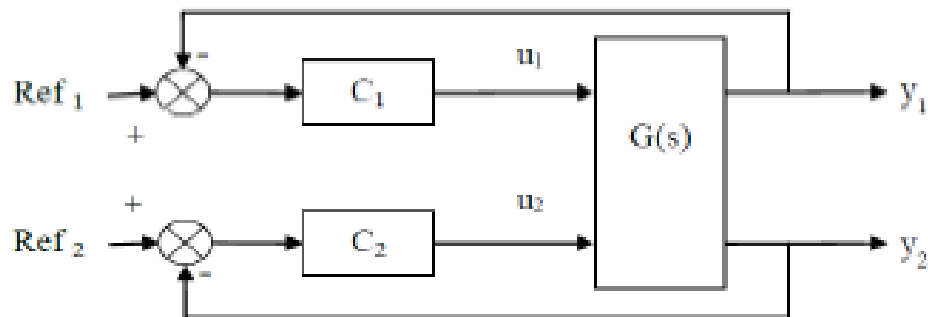 -
Ref 1
+
C1
u1
G(s)
y1
+
Ref 2
-
C2
u2
y2